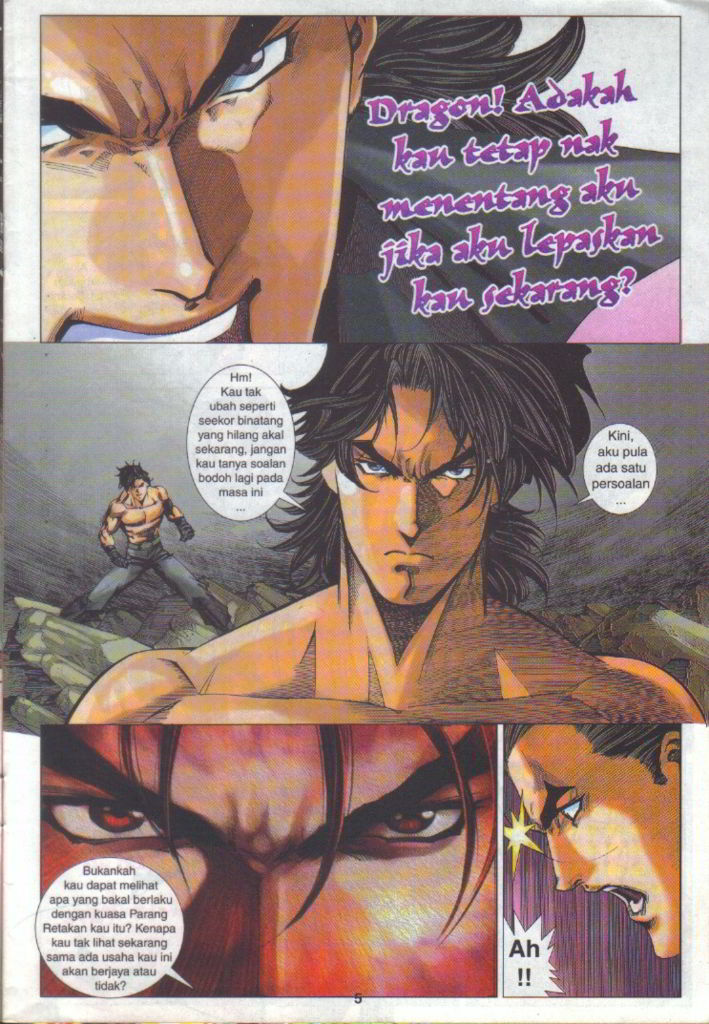 Dragon! Adakah
kau tetap nak
menentang aku
jika aku lepaskan
kau sekarang?
Hm!
Kau tak
ubah seperti
seekor binatang
yang hilang akal
sekarang, jangan
kau tanya soalan
bodoh lagi pada
masa ini
...
Kini,
aku pula
ada satu
persoalan
...
Bukankah
kau dapat melihat
apa yang bakal berlaku
dengan kuasa Parang
Retakan kau itu? Kenapa
kau tak lihat sekarang
sama ada usaha kau ini
akan berjaya atau
tidak?
Ah
!!
5